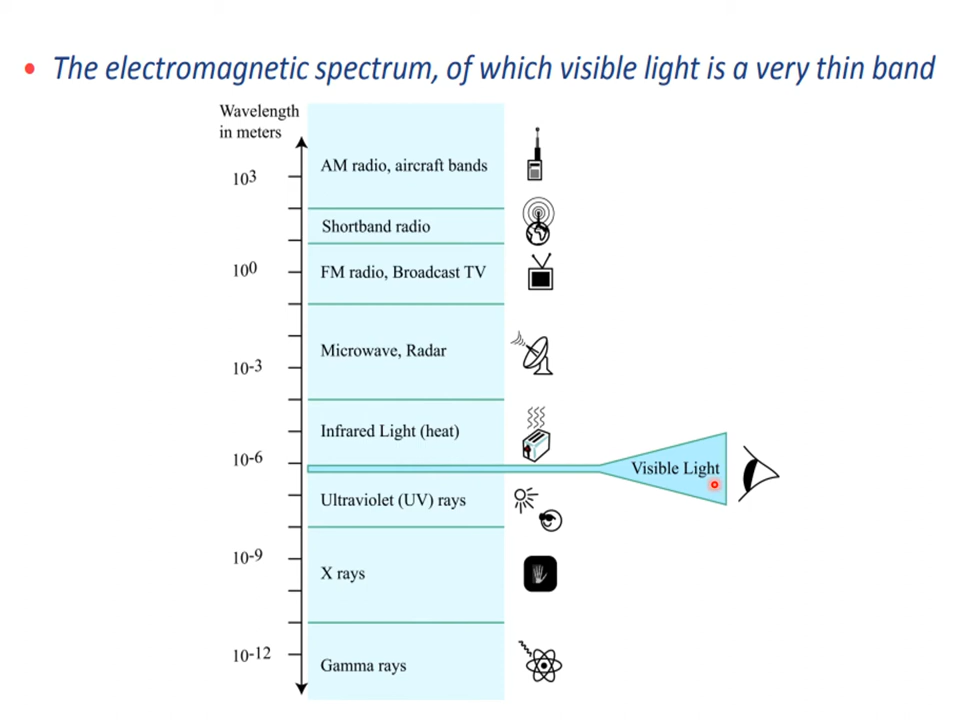 • The electromagnetic spectrum, of which visible light is a very thin band
Wavelength
in meters
AM radio, aircraft bands
10³
Shortband radio
10⁰
FM radio, Broadcast TV
Microwave, Radar
10⁻³
Infrared Light (heat)
10⁻⁶
Visible Light
Ultraviolet (UV) rays
10⁻⁹
X rays
10⁻¹²
Gamma rays